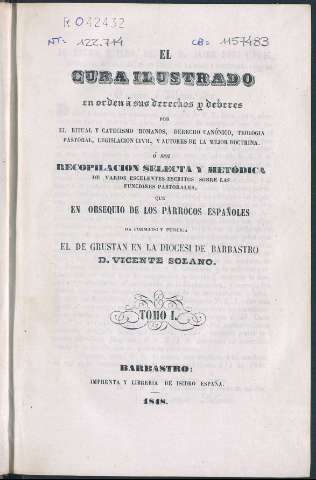 R 042432
NT: 122.774
CB: 1157483
EL
CURA ILUSTRADO
en orden á sus derechos y deberes
POR
EL RITUAL Y CATECISMO ROMANOS, DERECHO CANÓNICO, TEOLOGIA
PASTORAL, LEGISLACION CIVIL, Y AUTORES DE LA MEJOR DOCTRINA.
Ó SEA
RECOPILACION SELECTA Y METÓDICA
DE VARIOS ESCELENTES ESCRITOS SOBRE LAS
FUNCIONES PASTORALES,
QUE
EN OBSEQUIO DE LOS PÁRROCOS ESPAÑOLES
HA FORMADO Y PUBLICA
EL DE GRUSTAN EN LA DIOCESI DE BARBASTRO
D. VICENTE SOLANO.
TOMO I.
BARBASTRO:
IMPRENTA Y LIBRERIA DE ISIDRO ESPAÑA.
1848.